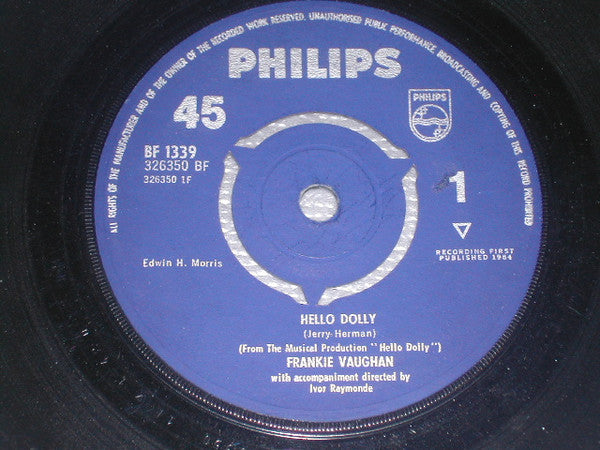 ALL RIGHTS OF THE MANUFACTURER AND OF THE OWNER OF THE RECORDED WORK RESERVED. UNAUTHORISED PUBLIC PERFORMANCE, BROADCASTING AND COPYING OF THIS RECORD PROHIBITED
PHILIPS
45
PHILIPS
BF 1339
326350 BF
326350 1F
1
RECORDING FIRST
PUBLISHED 1964
Edwin H. Morris
HELLO DOLLY
(Jerry-Herman)
(From The Musical Production "Hello Dolly")
FRANKIE VAUGHAN
with accompaniment directed by
Ivor Raymonde